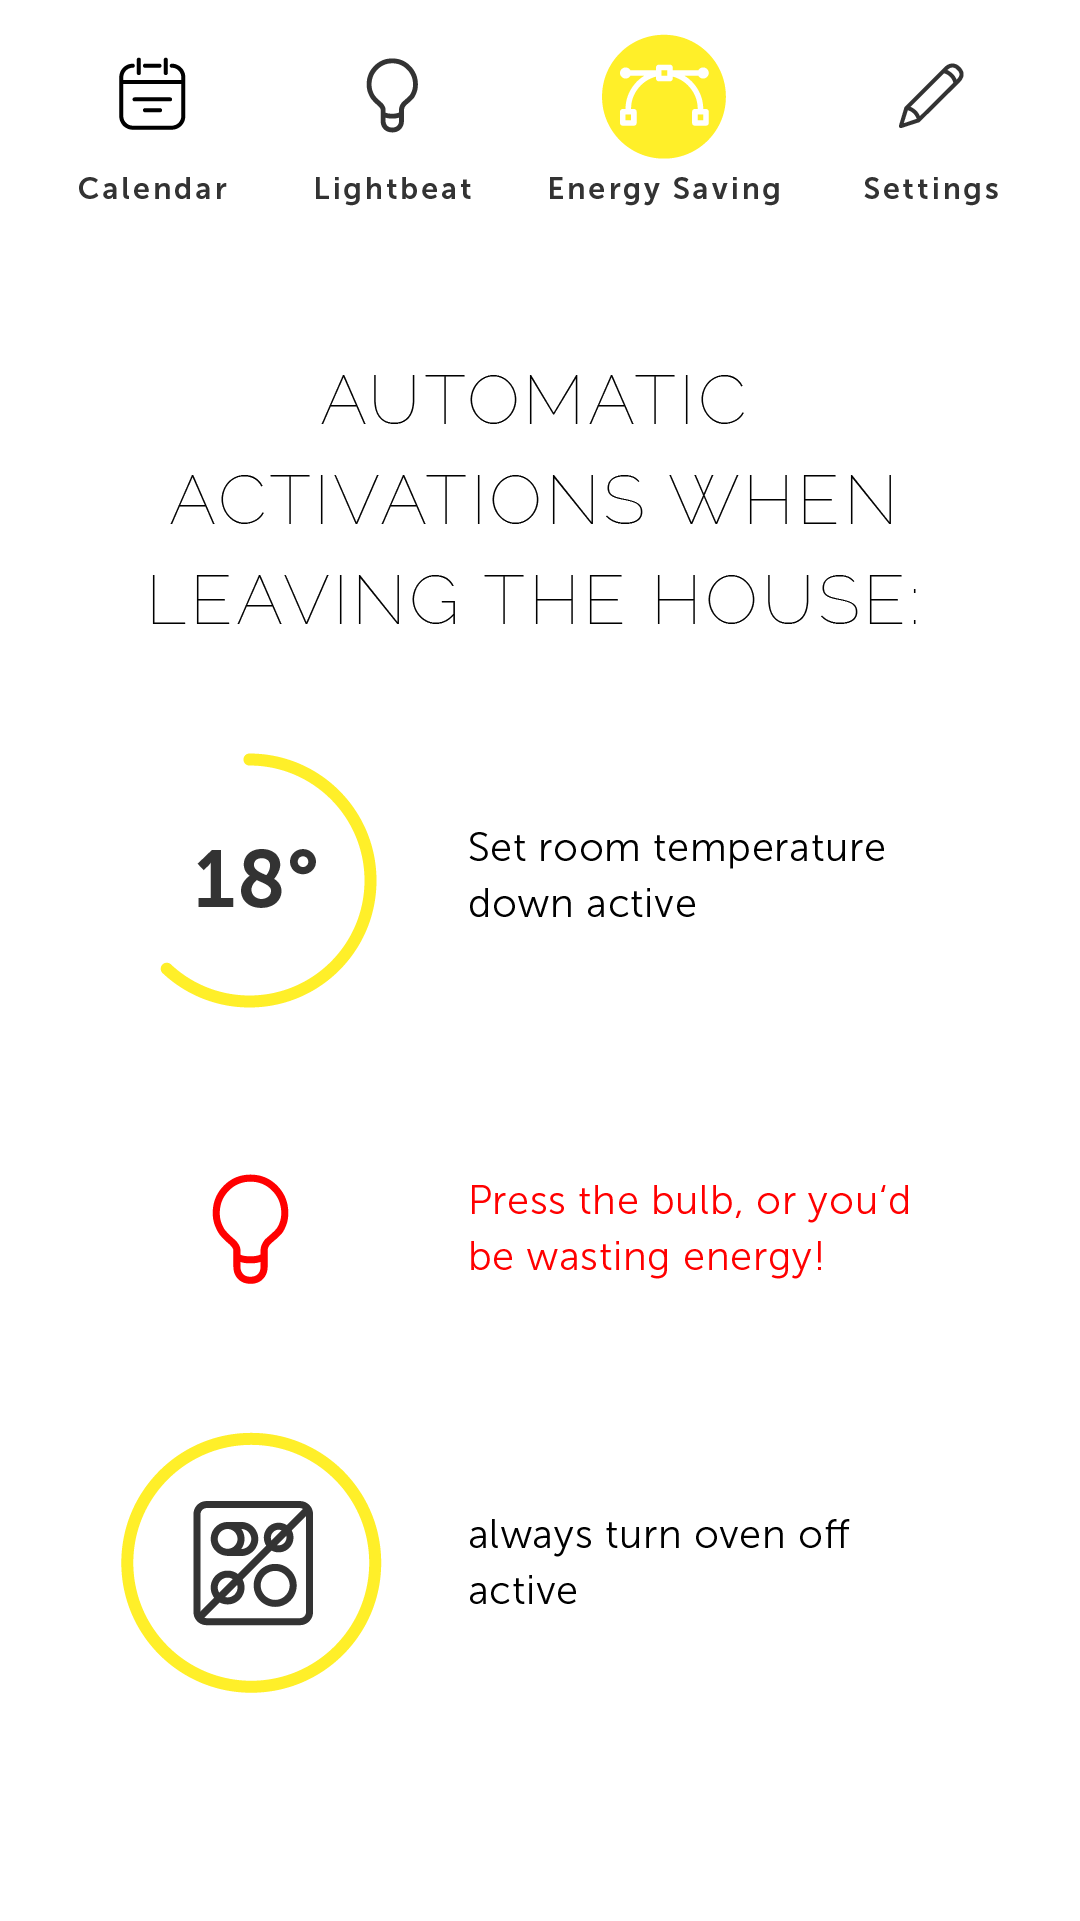 Calendar Lightbeat Energy Saving Settings
AUTOMATIC
ACTIVATIONS WHEN
LEAVING THE HOUSE:
18°
Set room temperature
down active
Press the bulb, or you‘d
be wasting energy!
always turn oven off
active